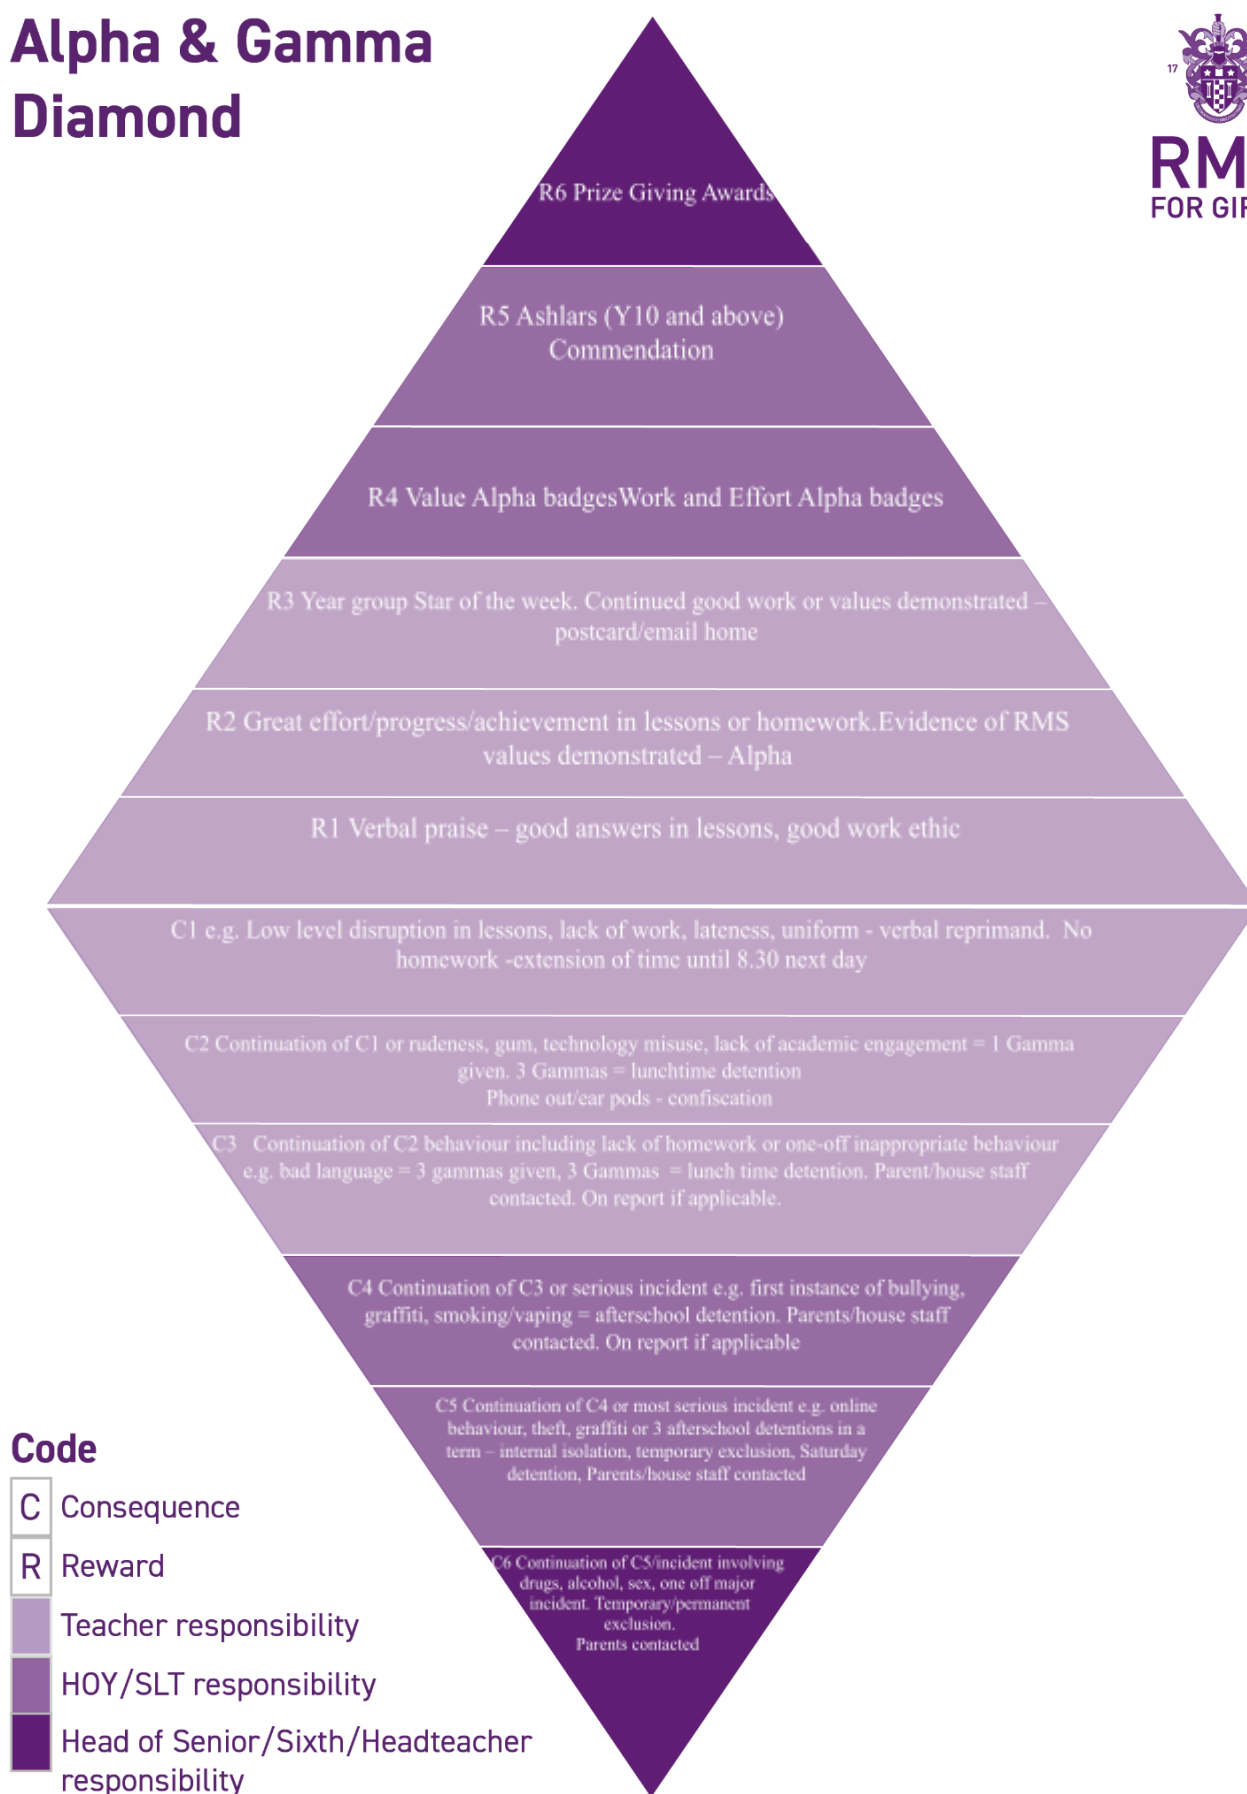 Alpha & Gamma
Diamond
17
RM
FOR GI
R6 Prize Giving Awards
R5 Ashlars (Y10 and above)
Commendation
R4 Value Alpha badgesWork and Effort Alpha badges
R3 Year group Star of the week. Continued good work or values demonstrated –
postcard/email home
R2 Great effort/progress/achievement in lessons or homework.Evidence of RMS
values demonstrated – Alpha
R1 Verbal praise – good answers in lessons, good work ethic
C1 e.g. Low level disruption in lessons, lack of work, lateness, uniform - verbal reprimand.  No
homework -extension of time until 8.30 next day
C2 Continuation of C1 or rudeness, gum, technology misuse, lack of academic engagement = 1 Gamma
given. 3 Gammas = lunchtime detention
Phone out/ear pods - confiscation
C3   Continuation of C2 behaviour including lack of homework or one-off inappropriate behaviour
e.g. bad language = 3 gammas given, 3 Gammas  = lunch time detention. Parent/house staff
contacted. On report if applicable.
C4 Continuation of C3 or serious incident e.g. first instance of bullying,
graffiti, smoking/vaping = afterschool detention. Parents/house staff
contacted. On report if applicable
C5 Continuation of C4 or most serious incident e.g. online
behaviour, theft, graffiti or 3 afterschool detentions in a
term – internal isolation, temporary exclusion, Saturday
detention, Parents/house staff contacted
C6 Continuation of C5/incident involving
drugs, alcohol, sex, one off major
incident. Temporary/permanent
exclusion.
Parents contacted
Code
C Consequence
R Reward
Teacher responsibility
HOY/SLT responsibility
Head of Senior/Sixth/Headteacher
responsibility